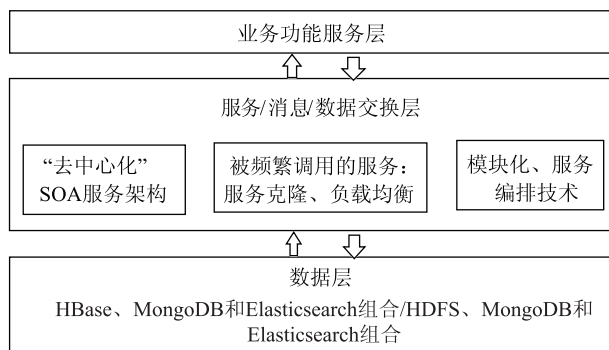 业务功能服务层
服务/消息/数据交换层
“去中心化”
SOA服务架构
被频繁调用的服务：
服务克隆、负载均衡
模块化、服务
编排技术
数据层
HBase、MongoDB和Elasticsearch组合/HDFS、MongoDB和
Elasticsearch组合